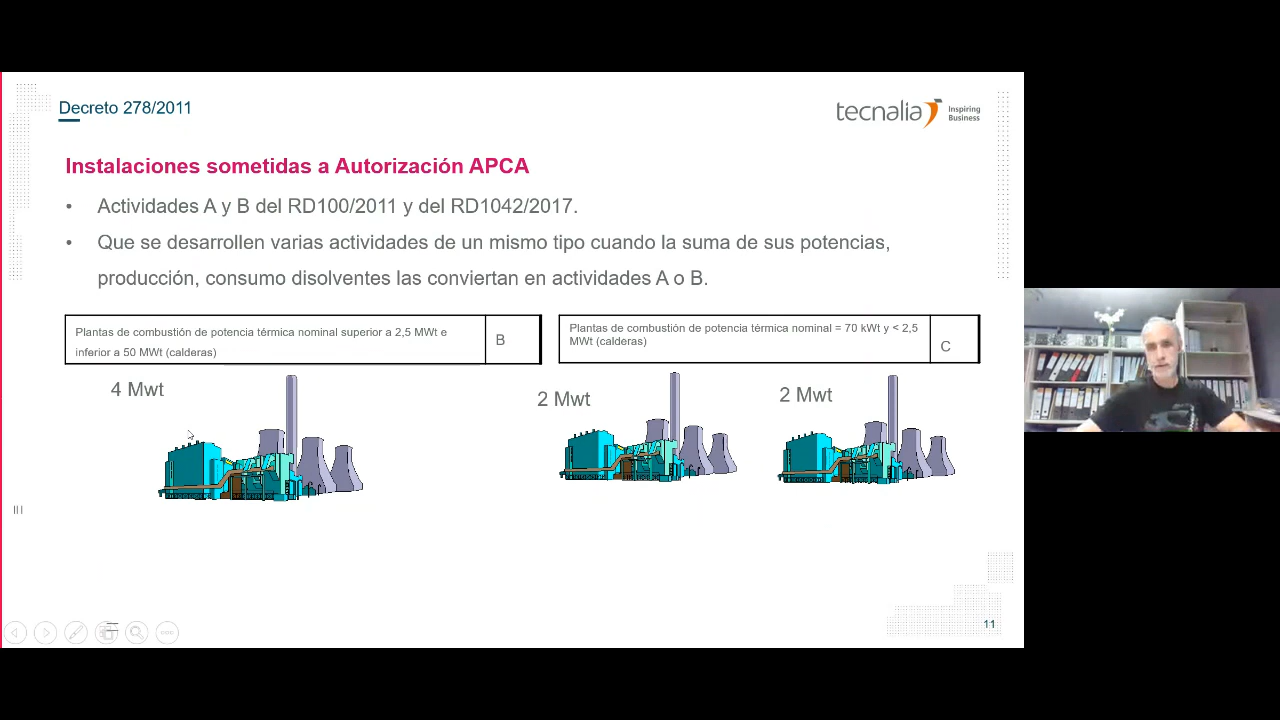 Decreto 278/2011
tecnalia Inspiring
Business
Instalaciones sometidas a Autorización APCA
• Actividades A y B del RD100/2011 y del RD1042/2017.
• Que se desarrollen varias actividades de un mismo tipo cuando la suma de sus potencias,
producción, consumo disolventes las conviertan en actividades A o B.
Plantas de combustión de potencia térmica nominal superior a 2,5 MWt e
inferior a 50 MWt (calderas)
B
Plantas de combustión de potencia térmica nominal = 70 kWt y < 2,5
MWt (calderas)
C
4 Mwt
2 Mwt
2 Mwt
11